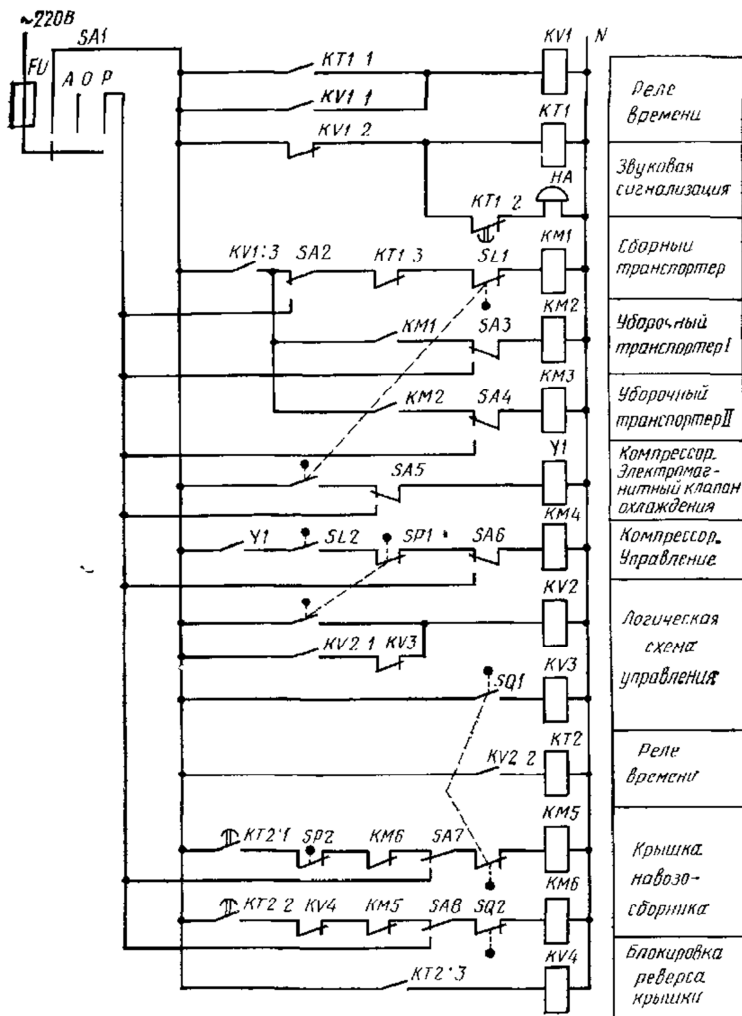 ~220В
SA1
N
FU
А О Р
KT1 1
KV1
KV1 1
Реле
времени
KV1 2
KT1
KT1 2
HA
Звуковая
сигнализация
KV1:3
SA2
KT1 3
SL1
KM1
Сборный
транспортер
KM1
SA3
KM2
Уборочный
транспортер I
KM2
SA4
KM3
Уборочный
транспортер II
SA5
Y1
Компрессор.
Электромаг-
нитный клапан
охлаждения
Y1
SL2
SP1
SA6
KM4
Компрессор.
Управление
KV2
KV2 1
KV3
Логическая
схема
управления
SQ1
KV3
KV2 2
KT2
Реле
времени
KT2:1
SP2
KM6
SA7
KM5
Крышка
навозо-
сборника
KT2 2
KV4
KM5
SA8
SQ2
KM6
KT2:3
KV4
Блокировка
реверса
крышки